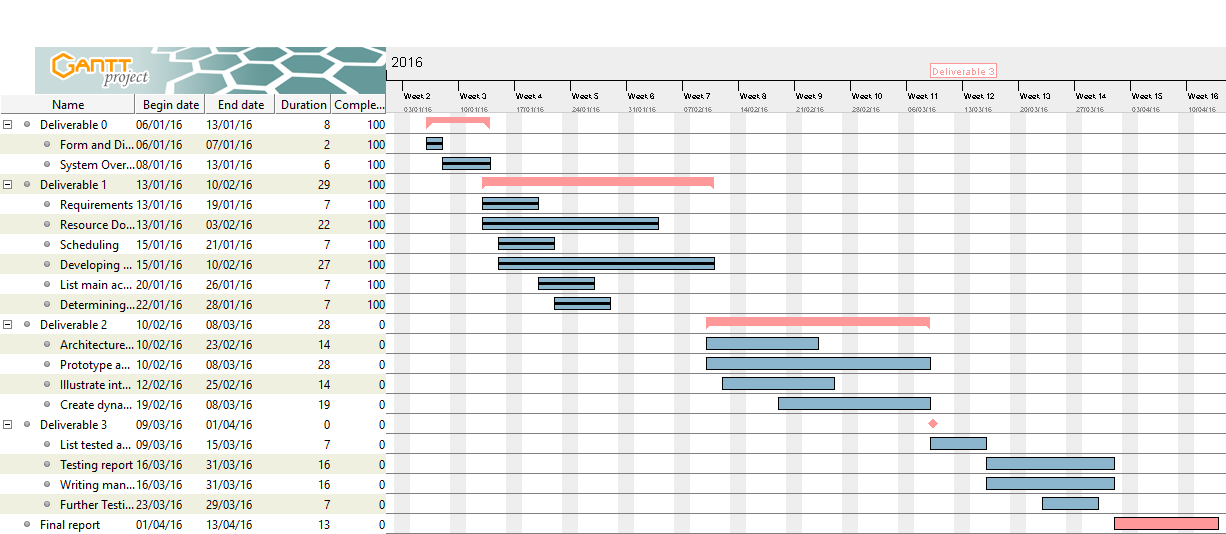 GANTT
project
2016
Deliverable 3
Week 2 Week 3 Week 4 Week 5 Week 6 Week 7 Week 8 Week 9 Week 10 Week 11 Week 12 Week 13 Week 14 Week 15 Week 16
Name Begin date End date Duration Comple...
03/01/16 10/01/16 17/01/16 24/01/16 31/01/16 07/02/16 14/02/16 21/02/16 28/02/16 06/03/16 13/03/16 20/03/16 27/03/16 03/04/16 10/04/16
Deliverable 0 06/01/16 13/01/16 8 100
Form and Di... 06/01/16 07/01/16 2 100
System Over... 08/01/16 13/01/16 6 100
Deliverable 1 13/01/16 10/02/16 29 100
Requirements 13/01/16 19/01/16 7 100
Resource Do... 13/01/16 03/02/16 22 100
Scheduling 15/01/16 21/01/16 7 100
Developing ... 15/01/16 10/02/16 27 100
List main ac... 20/01/16 26/01/16 7 100
Determining... 22/01/16 28/01/16 7 100
Deliverable 2 10/02/16 08/03/16 28 0
Architecture... 10/02/16 23/02/16 14 0
Prototype a... 10/02/16 08/03/16 28 0
Illustrate int... 12/02/16 25/02/16 14 0
Create dyna... 19/02/16 08/03/16 19 0
Deliverable 3 09/03/16 01/04/16 0 0
List tested a... 09/03/16 15/03/16 7 0
Testing report 16/03/16 31/03/16 16 0
Writing man... 16/03/16 31/03/16 16 0
Further Testi... 23/03/16 29/03/16 7 0
Final report 01/04/16 13/04/16 13 0